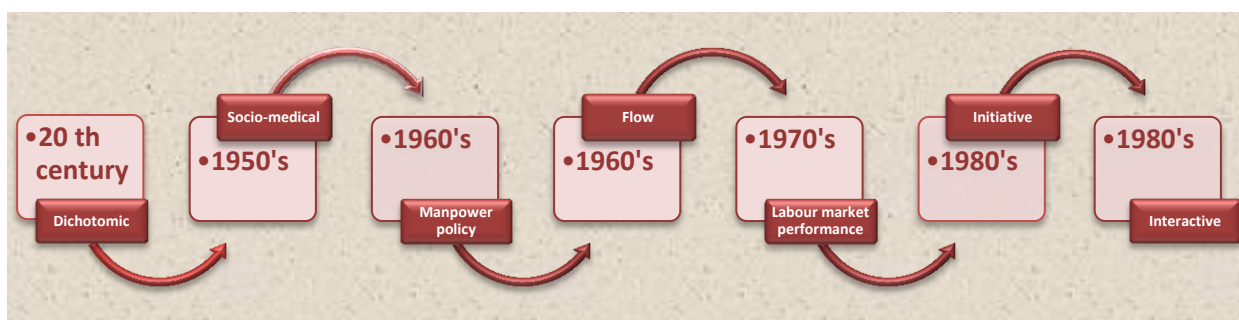 •20 th
century
Dichotomic
Socio-medical
•1950's
•1960's
Manpower
policy
Flow
•1960's
•1970's
Labour market
performance
Initiative
•1980's
•1980's
Interactive